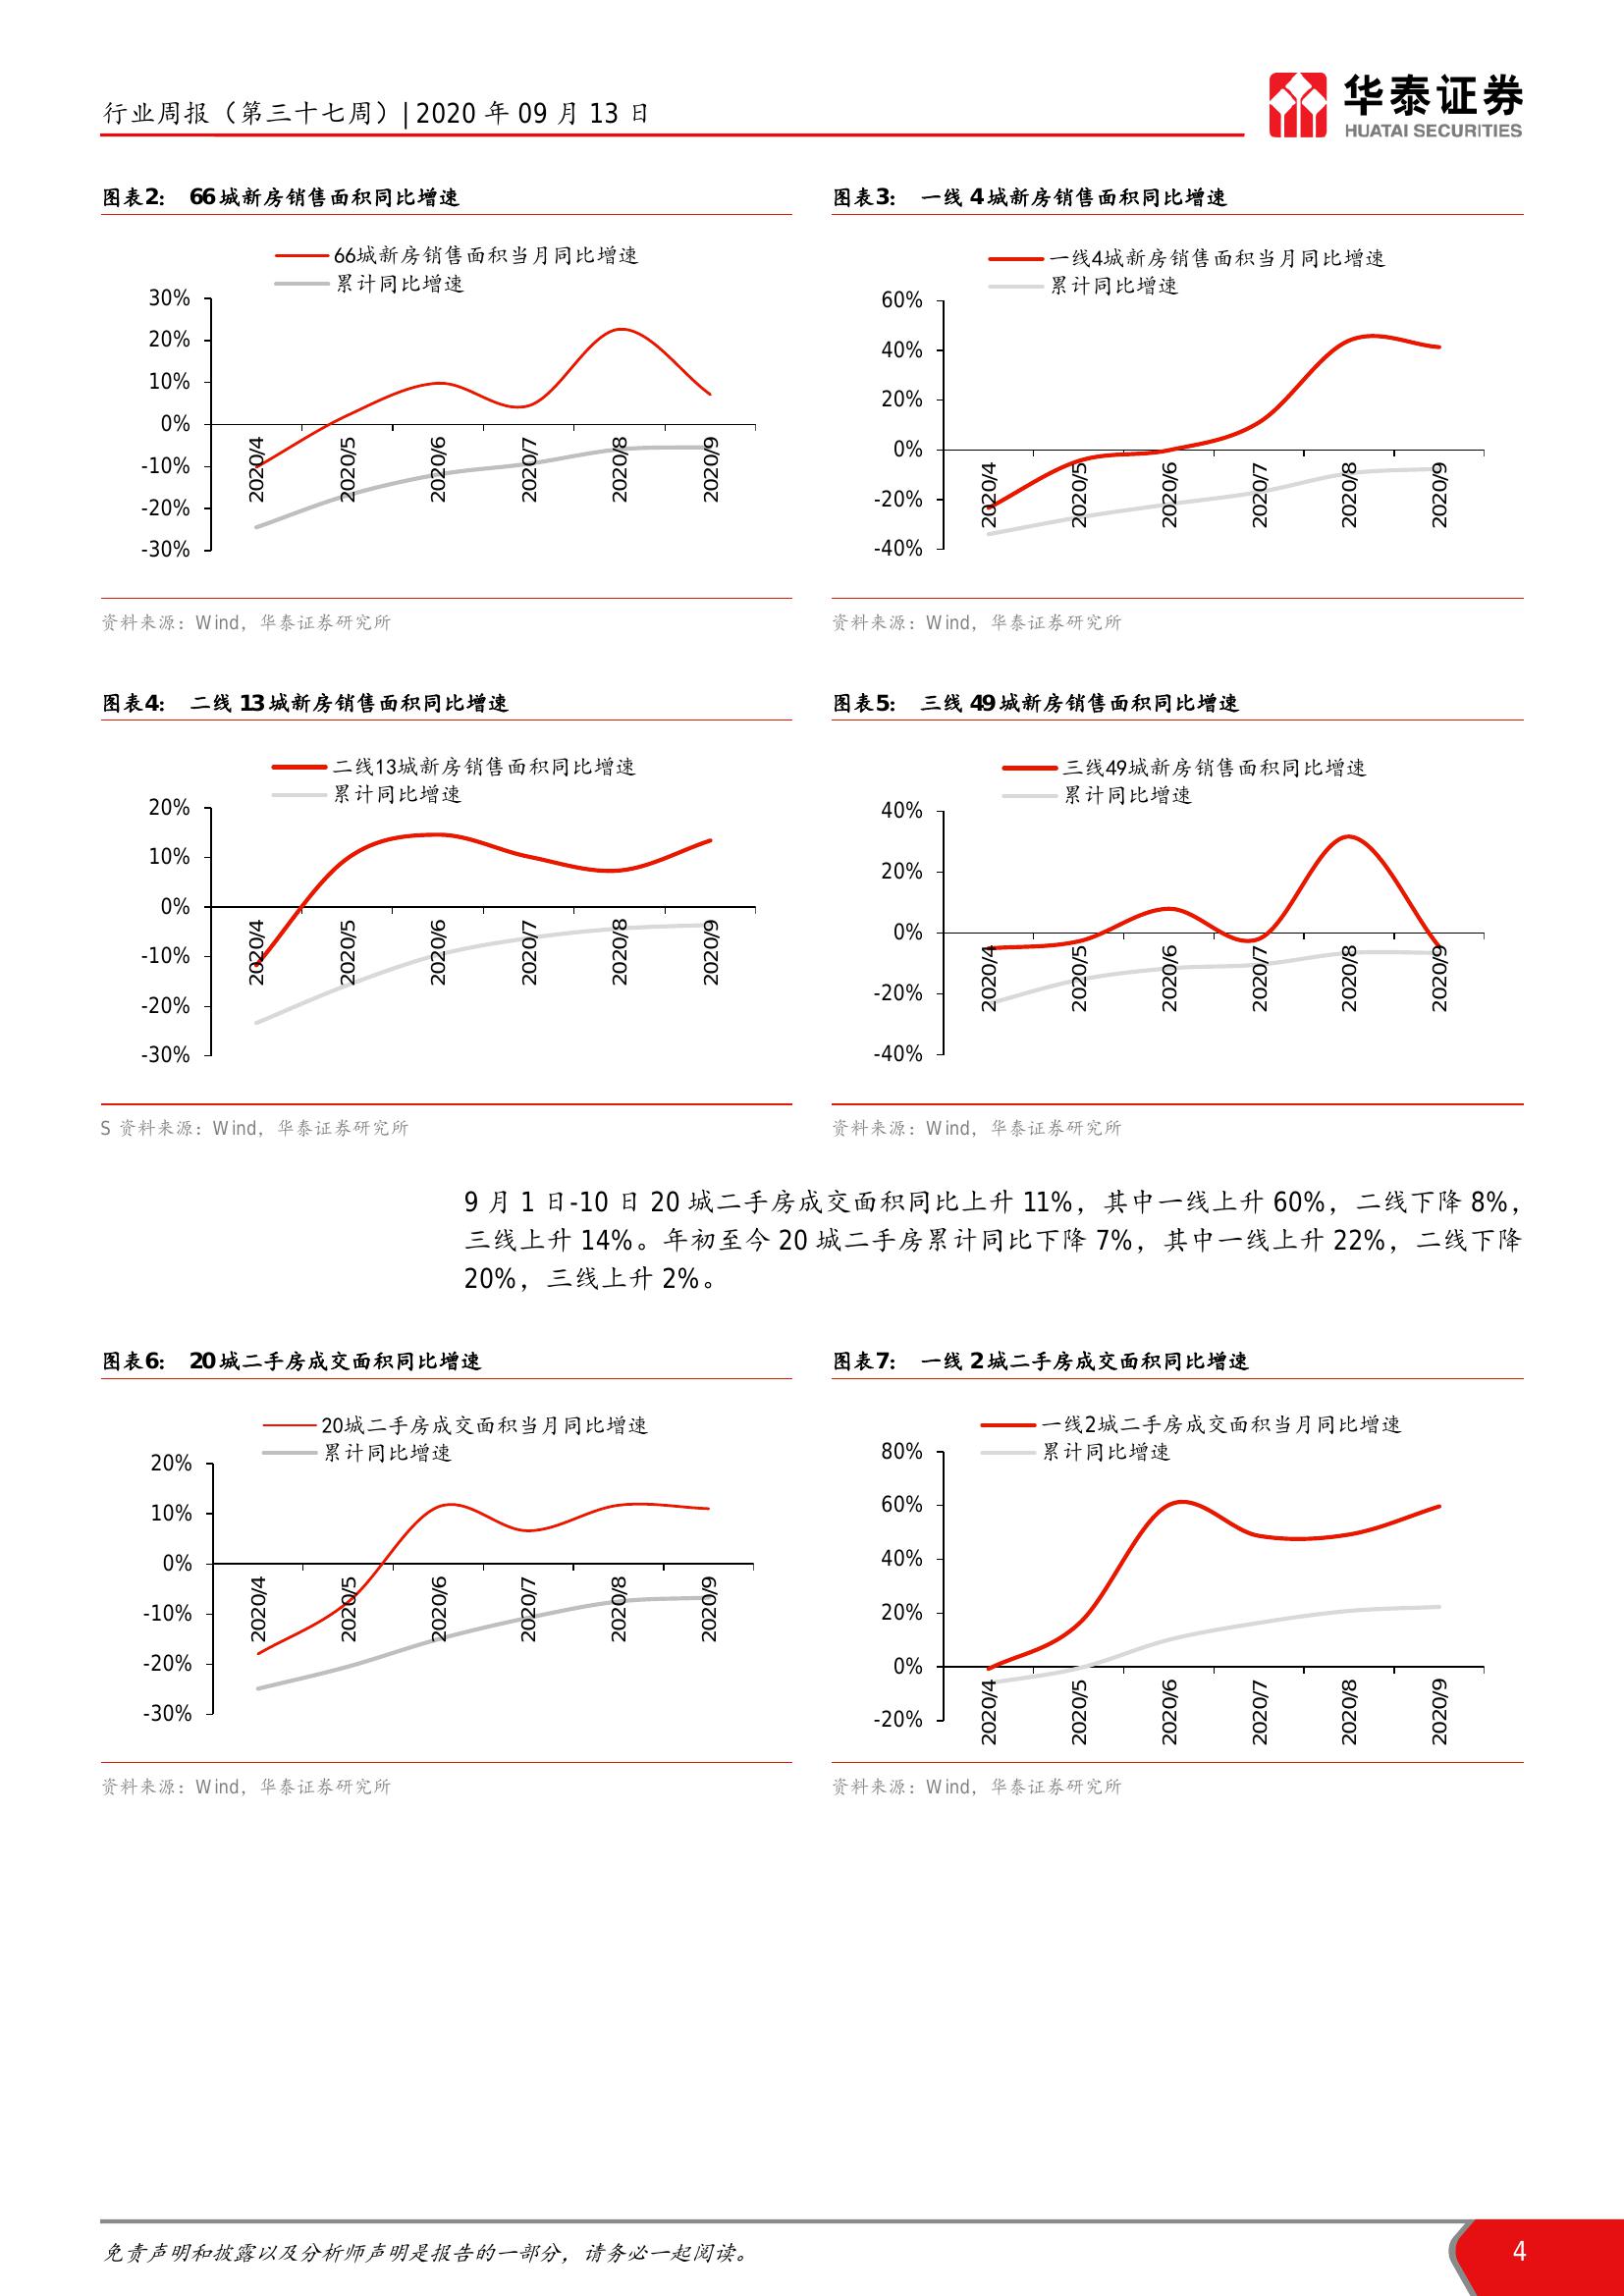 行业周报（第三十七周）| 2020 年 09 月 13 日
华泰证券
HUATAI SECURITIES
图表2： 66 城新房销售面积同比增速
66城新房销售面积当月同比增速
累计同比增速
30%
20%
10%
0%
-10%
-20%
-30%
2020/4
2020/5
2020/6
2020/7
2020/8
2020/9
资料来源：Wind，华泰证券研究所
图表3： 一线 4 城新房销售面积同比增速
一线4城新房销售面积当月同比增速
累计同比增速
60%
40%
20%
0%
-20%
-40%
2020/4
2020/5
2020/6
2020/7
2020/8
2020/9
资料来源：Wind，华泰证券研究所
图表4： 二线 13 城新房销售面积同比增速
二线13城新房销售面积同比增速
累计同比增速
20%
10%
0%
-10%
-20%
-30%
2020/4
2020/5
2020/6
2020/7
2020/8
2020/9
S 资料来源：Wind，华泰证券研究所
图表5： 三线 49 城新房销售面积同比增速
三线49城新房销售面积同比增速
累计同比增速
40%
20%
0%
-20%
-40%
2020/4
2020/5
2020/6
2020/7
2020/8
2020/9
资料来源：Wind，华泰证券研究所
9 月 1 日-10 日 20 城二手房成交面积同比上升 11%，其中一线上升 60%，二线下降 8%，
三线上升 14%。年初至今 20 城二手房累计同比下降 7%，其中一线上升 22%，二线下降
20%，三线上升 2%。
图表6： 20 城二手房成交面积同比增速
20城二手房成交面积当月同比增速
累计同比增速
20%
10%
0%
-10%
-20%
-30%
2020/4
2020/5
2020/6
2020/7
2020/8
2020/9
资料来源：Wind，华泰证券研究所
图表7： 一线 2 城二手房成交面积同比增速
一线2城二手房成交面积当月同比增速
累计同比增速
80%
60%
40%
20%
0%
-20%
2020/4
2020/5
2020/6
2020/7
2020/8
2020/9
资料来源：Wind，华泰证券研究所
免责声明和披露以及分析师声明是报告的一部分，请务必一起阅读。
4